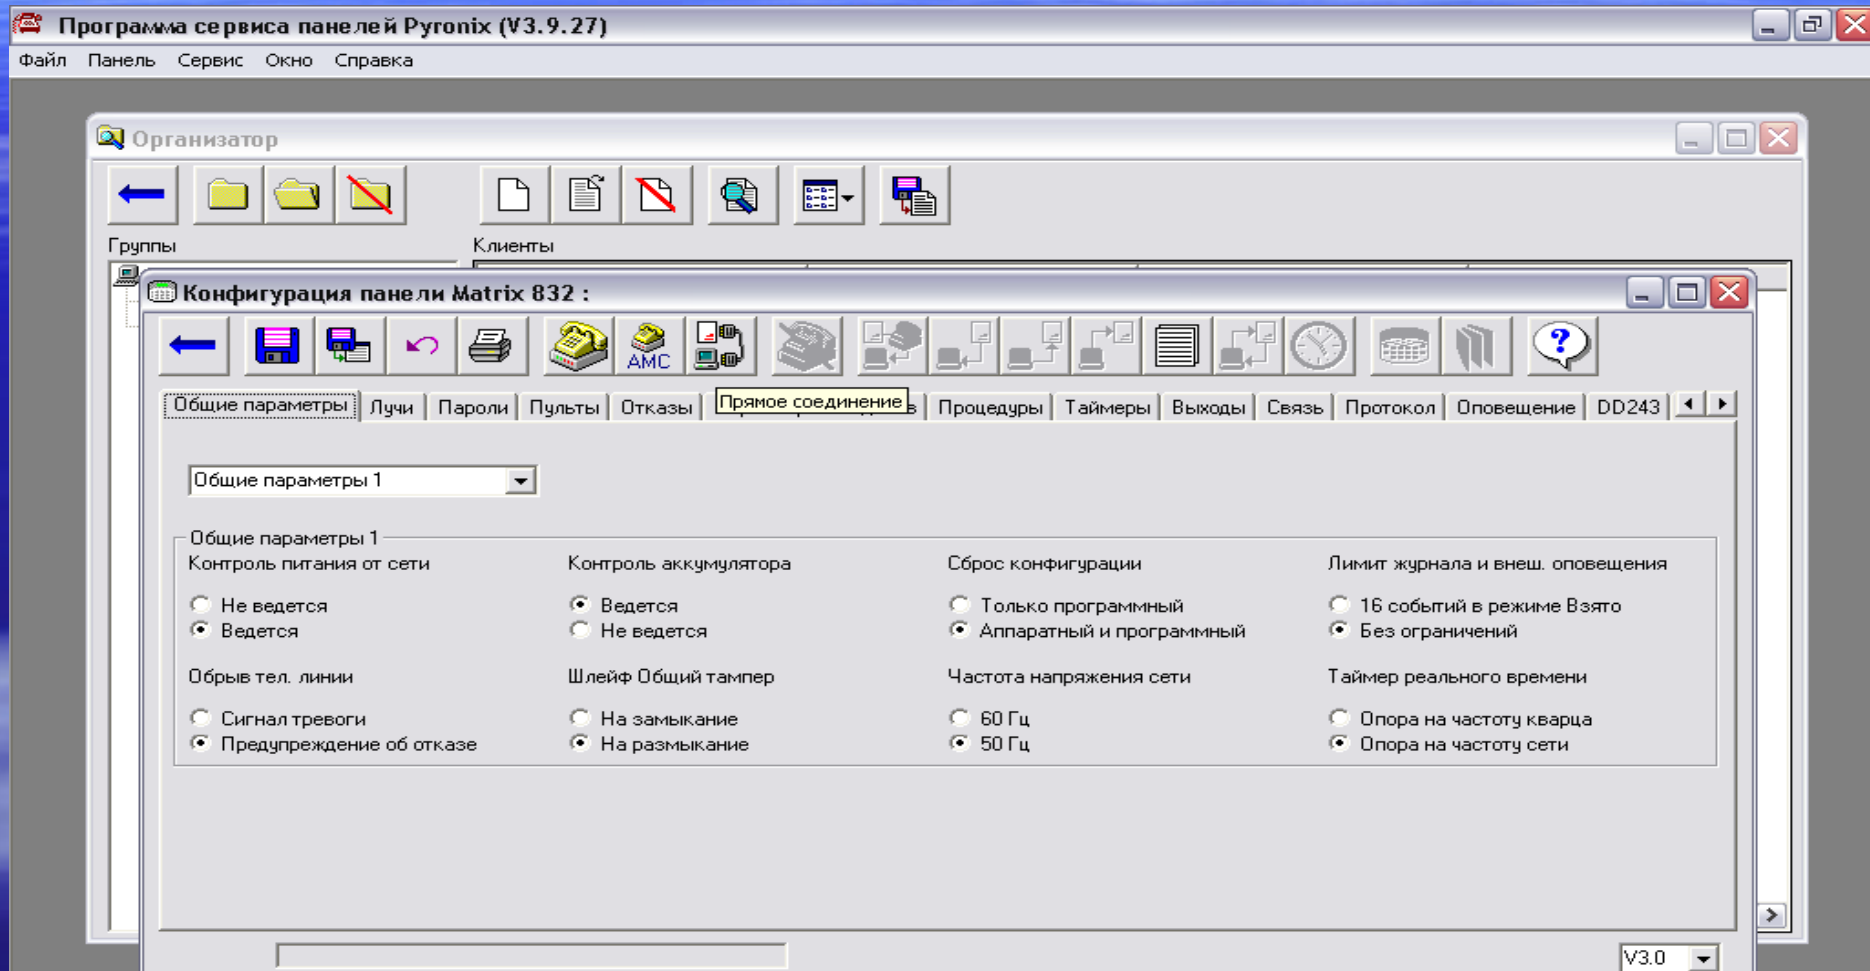 Программа сервиса панелей Pyronix (V3.9.27)
Файл Панель Сервис Окно Справка
Организатор
Группы Клиенты
Конфигурация панели Matrix 832 :
AMC
Прямое соединение
Общие параметры Лучи Пароли Пульты Отказы Процедуры Таймеры Выходы Связь Протокол Оповещение DD243
Общие параметры 1
Общие параметры 1
Контроль питания от сети Контроль аккумулятора Сброс конфигурации Лимит журнала и внеш. оповещения
Не ведется Ведется Только программный 16 событий в режиме Взято
Ведется Не ведется Аппаратный и программный Без ограничений
Обрыв тел. линии Шлейф Общий тампер Частота напряжения сети Таймер реального времени
Сигнал тревоги На замыкание 60 Гц Опора на частоту кварца
Предупреждение об отказе На размыкание 50 Гц Опора на частоту сети
V3.0